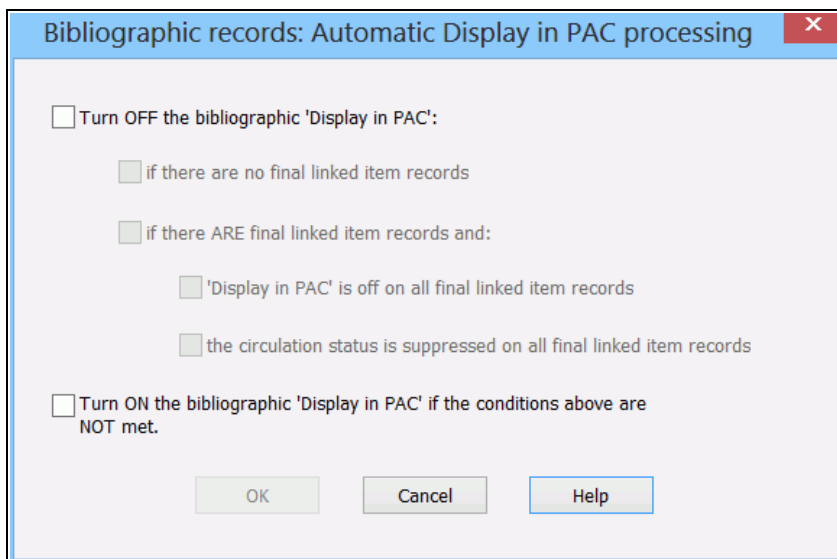 Bibliographic records: Automatic Display in PAC processing
Turn OFF the bibliographic 'Display in PAC':
if there are no final linked item records
if there ARE final linked item records and:
'Display in PAC' is off on all final linked item records
the circulation status is suppressed on all final linked item records
Turn ON the bibliographic 'Display in PAC' if the conditions above are
NOT met.
OK Cancel Help